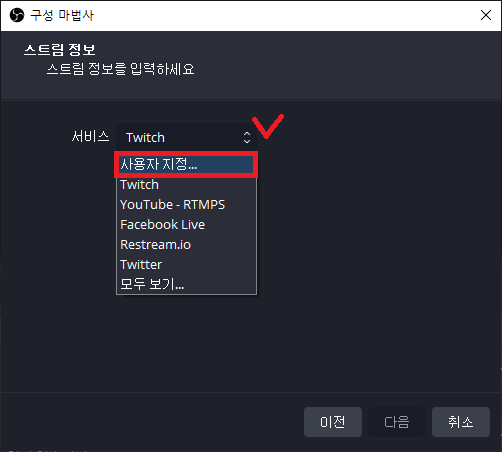 구성 마법사
스트림 정보
스트림 정보를 입력하세요
서비스 Twitch
사용자 지정...
Twitch
YouTube - RTMPS
Facebook Live
Restream.io
Twitter
모두 보기...
이전 다음 취소